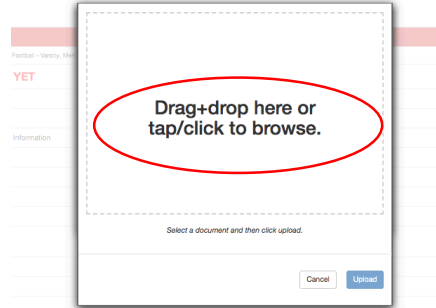 Football - Varsity, Men
YET
Information
Drag+drop here or
tap/click to browse.
Select a document and then click upload.
Cancel Upload